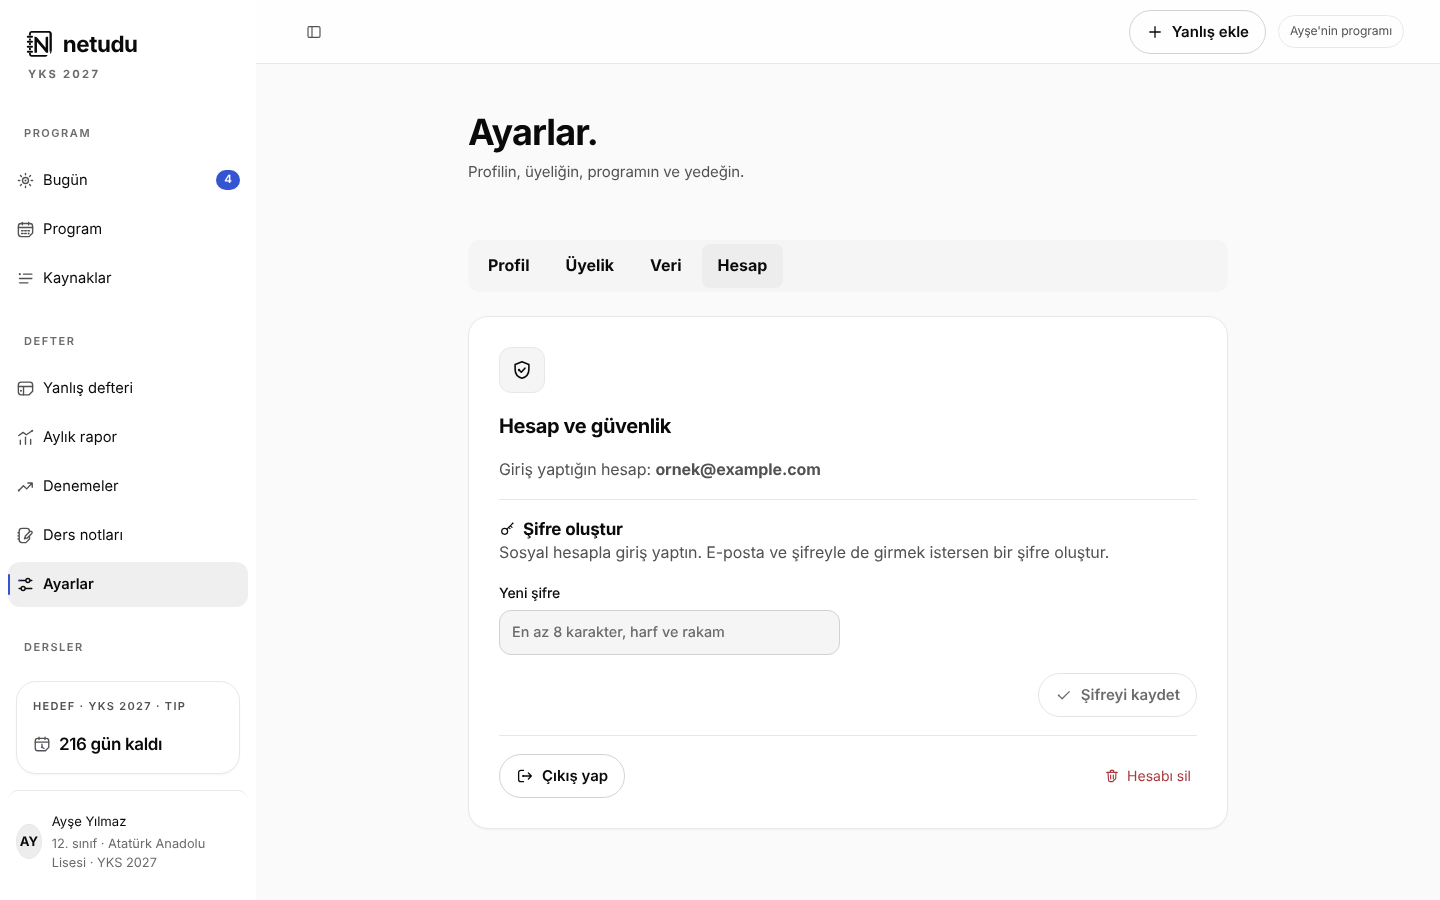 netudu
YKS 2027
PROGRAM
Bugün 4
Program
Kaynaklar
DEFTER
Yanlış defteri
Aylık rapor
Denemeler
Ders notları
Ayarlar
DERSLER
HEDEF · YKS 2027 · TIP
216 gün kaldı
AY
Ayşe Yılmaz
12. sınıf · Atatürk Anadolu
Lisesi · YKS 2027
Yanlış ekle
Ayşe'nin programı
Ayarlar.
Profilin, üyeliğin, programın ve yedeğin.
Profil Üyelik Veri Hesap
Hesap ve güvenlik
Giriş yaptığın hesap: ornek@example.com
Şifre oluştur
Sosyal hesapla giriş yaptın. E-posta ve şifreyle de girmek istersen bir şifre oluştur.
Yeni şifre
En az 8 karakter, harf ve rakam
Şifreyi kaydet
Çıkış yap
Hesabı sil